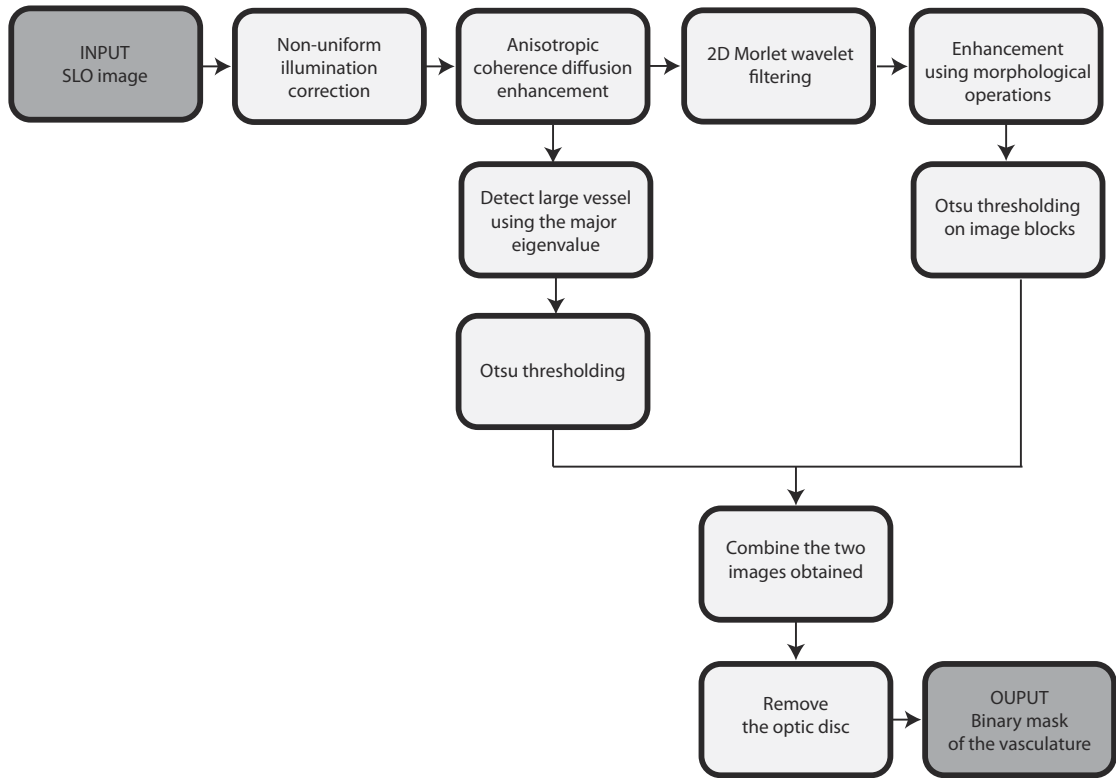 INPUT
SLO image
Non-uniform
illumination
correction
Anisotropic
coherence diffusion
enhancement
2D Morlet wavelet
filtering
Enhancement
using morphological
operations
Detect large vessel
using the major
eigenvalue
Otsu thresholding
on image blocks
Otsu thresholding
Combine the two
images obtained
Remove
the optic disc
OUPUT
Binary mask
of the vasculature